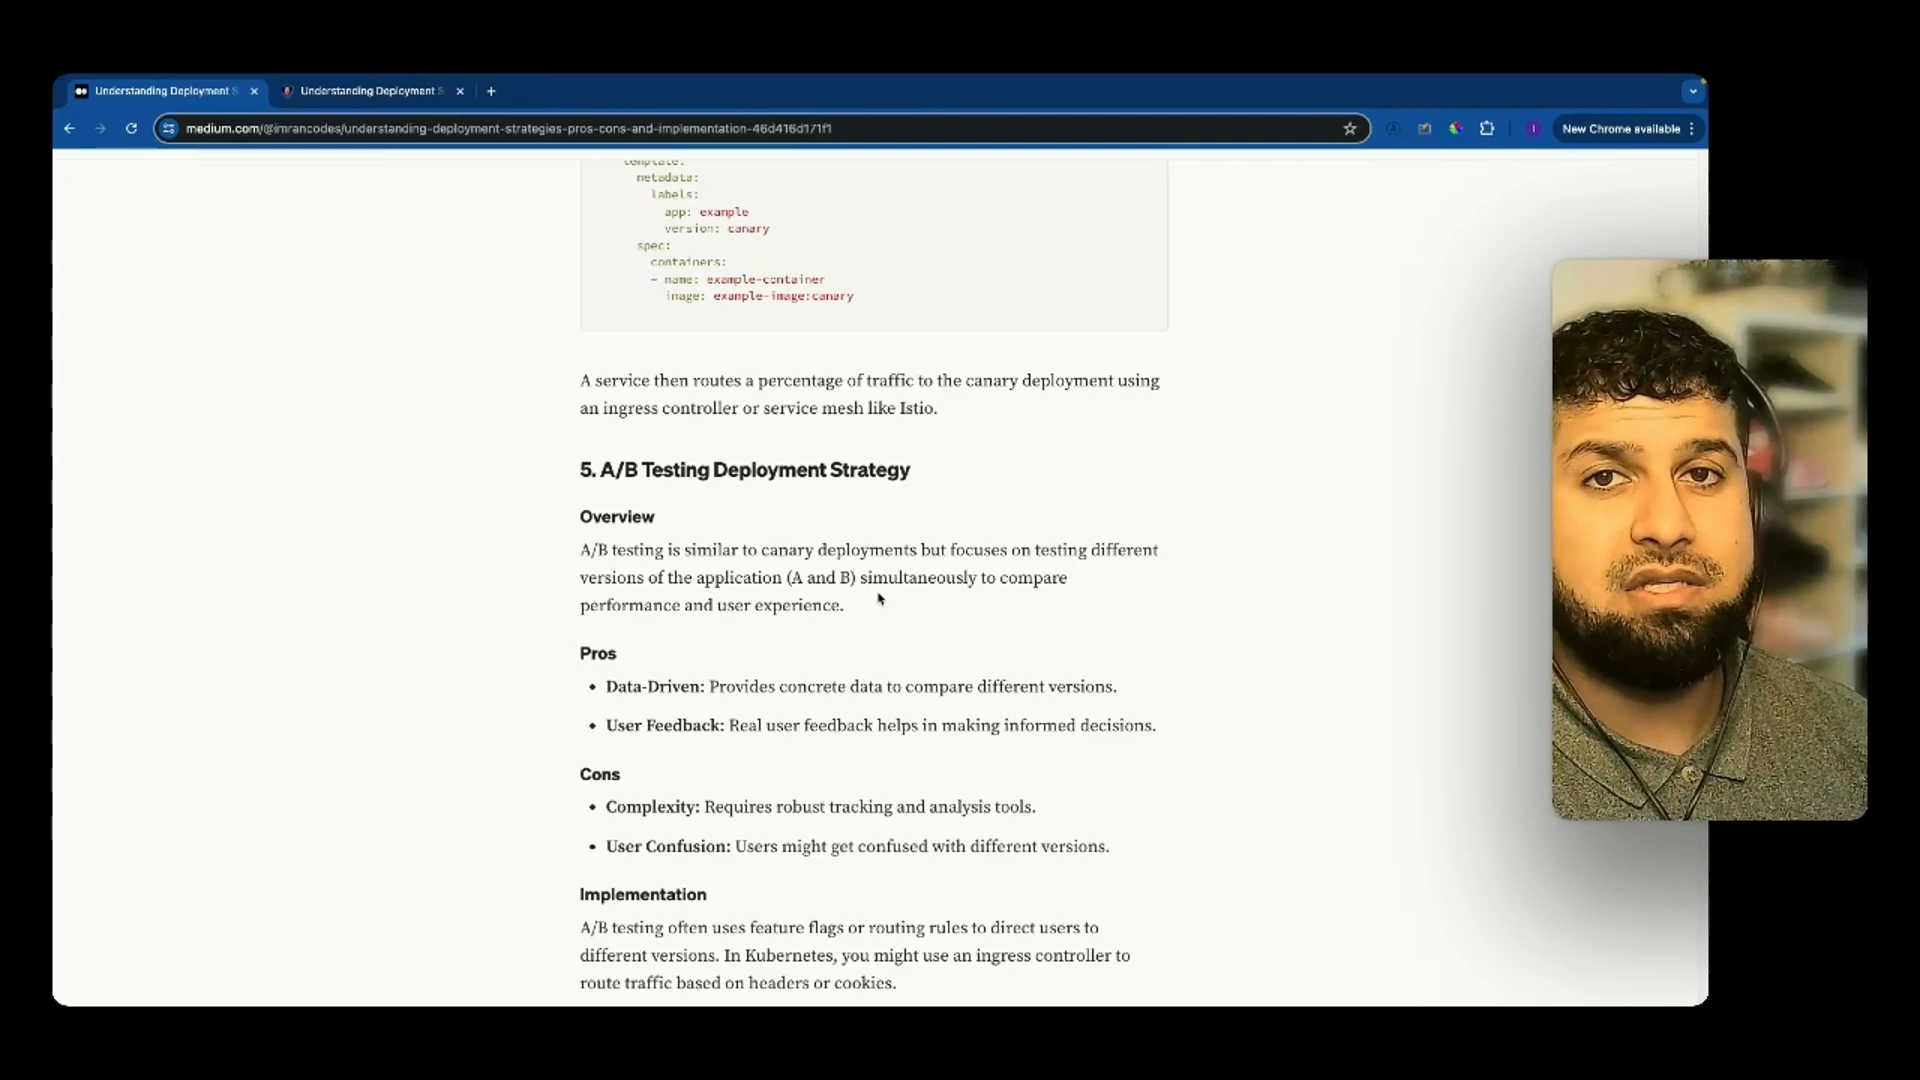 Understanding Deployment S
Understanding Deployment S
medium.com/@imrancodes/understanding-deployment-strategies-pros-cons-and-implementation-46d416d171f1
New Chrome available
template:
metadata:
labels:
app: example
version: canary
spec:
containers:
- name: example-container
image: example-image:canary
A service then routes a percentage of traffic to the canary deployment using
an ingress controller or service mesh like Istio.
5. A/B Testing Deployment Strategy
Overview
A/B testing is similar to canary deployments but focuses on testing different
versions of the application (A and B) simultaneously to compare
performance and user experience.
Pros
• Data-Driven: Provides concrete data to compare different versions.
• User Feedback: Real user feedback helps in making informed decisions.
Cons
• Complexity: Requires robust tracking and analysis tools.
• User Confusion: Users might get confused with different versions.
Implementation
A/B testing often uses feature flags or routing rules to direct users to
different versions. In Kubernetes, you might use an ingress controller to
route traffic based on headers or cookies.